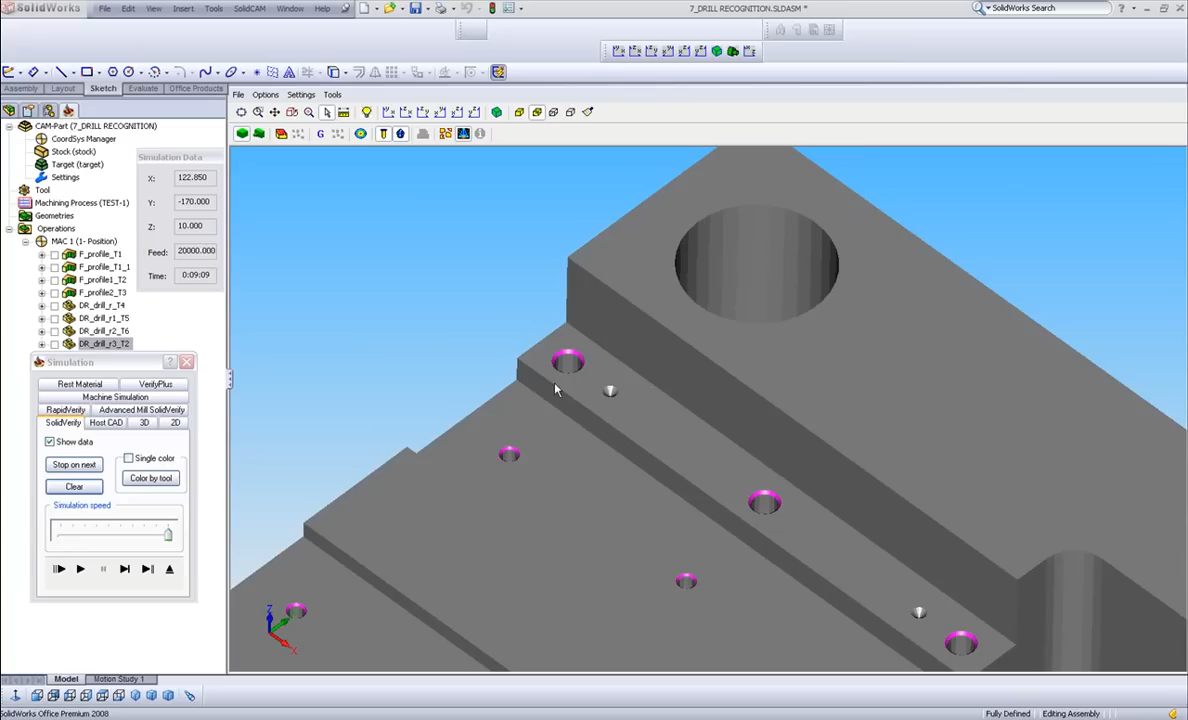 SolidWorks
File Edit View Insert Tools SolidCAM Window Help
7_DRILL RECOGNITION.SLDASM *
SolidWorks Search
Assembly Layout Sketch Evaluate Office Products
File Options Settings Tools
CAM-Part (7_DRILL RECOGNITION)
CoordSys Manager
Stock (stock)
Target (target)
Settings
Tool
Machining Process (TEST-1)
Geometries
Operations
MAC 1 (1- Position)
F_profile_T1
F_profile_T1_1
F_profile1_T2
F_profile2_T3
DR_drill_r_T4
DR_drill_r1_T5
DR_drill_r2_T6
DR_drill_r3_T2
Simulation Data
X: 122.850
Y: -170.000
Z: 10.000
Feed: 20000.000
Time: 0:09:09
Simulation
Rest Material VerifyPlus
Machine Simulation
RapidVerify Advanced Mill SolidVerify
SolidVerify Host CAD 3D 2D
Show data
Stop on next
Single color
Clear
Color by tool
Simulation speed
Z
X
Model Motion Study 1
SolidWorks Office Premium 2008
Fully Defined Editing Assembly